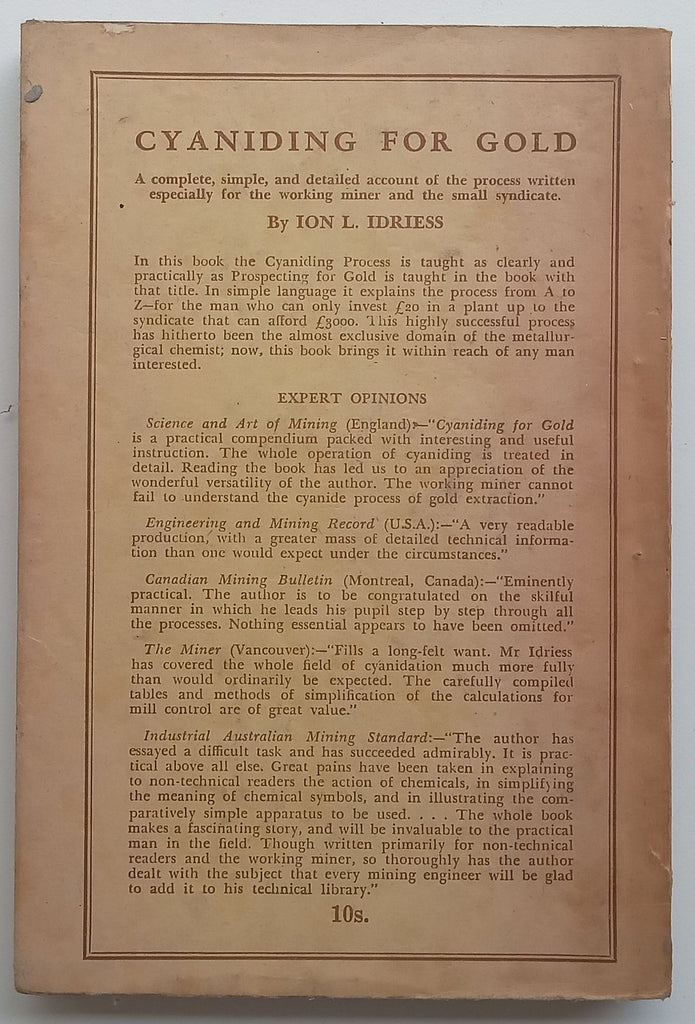 CYANIDING FOR GOLD
A complete, simple, and detailed account of the process written
especially for the working miner and the small syndicate.
By ION L. IDRIESS
In this book the Cyaniding Process is taught as clearly and
practically as Prospecting for Gold is taught in the book with
that title. In simple language it explains the process from A to
Z—for the man who can only invest £20 in a plant up to the
syndicate that can afford £3000. This highly successful process
has hitherto been the almost exclusive domain of the metallur-
gical chemist; now, this book brings it within reach of any man
interested.
EXPERT OPINIONS
Science and Art of Mining (England):—"Cyaniding for Gold
is a practical compendium packed with interesting and useful
instruction. The whole operation of cyaniding is treated in
detail. Reading the book has led us to an appreciation of the
wonderful versatility of the author. The working miner cannot
fail to understand the cyanide process of gold extraction."
Engineering and Mining Record (U.S.A.):—"A very readable
production, with a greater mass of detailed technical informa-
tion than one would expect under the circumstances."
Canadian Mining Bulletin (Montreal, Canada):—"Eminently
practical. The author is to be congratulated on the skilful
manner in which he leads his pupil step by step through all
the processes. Nothing essential appears to have been omitted."
The Miner (Vancouver):—"Fills a long-felt want. Mr Idriess
has covered the whole field of cyanidation much more fully
than would ordinarily be expected. The carefully compiled
tables and methods of simplification of the calculations for
mill control are of great value."
Industrial Australian Mining Standard:—"The author has
essayed a difficult task and has succeeded admirably. It is prac-
tical above all else. Great pains have been taken in explaining
to non-technical readers the action of chemicals, in simplifying
the meaning of chemical symbols, and in illustrating the com-
paratively simple apparatus to be used. . . . The whole book
makes a fascinating story, and will be invaluable to the practical
man in the field. Though written primarily for non-technical
readers and the working miner, so thoroughly has the author
dealt with the subject that every mining engineer will be glad
to add it to his technical library."
10s.